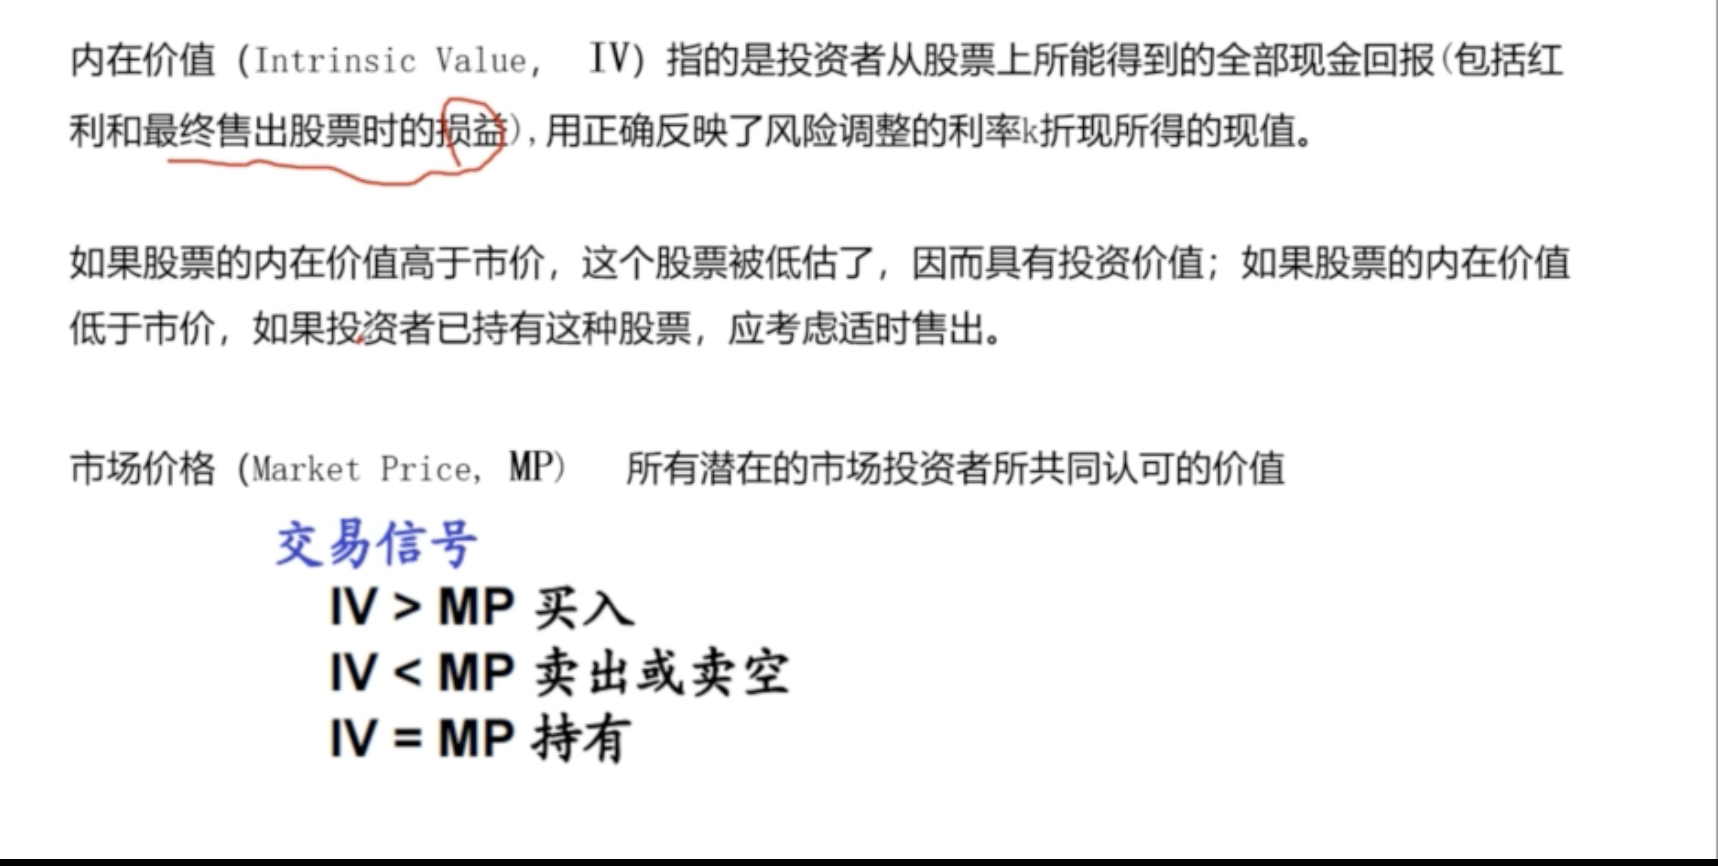 内在价值（Intrinsic Value， IV）指的是投资者从股票上所能得到的全部现金回报(包括红
利和最终售出股票时的损益),用正确反映了风险调整的利率k折现所得的现值。
如果股票的内在价值高于市价，这个股票被低估了，因而具有投资价值；如果股票的内在价值
低于市价，如果投资者已持有这种股票，应考虑适时售出。
市场价格（Market Price, MP） 所有潜在的市场投资者所共同认可的价值
交易信号
IV > MP 买入
IV < MP 卖出或卖空
IV = MP 持有